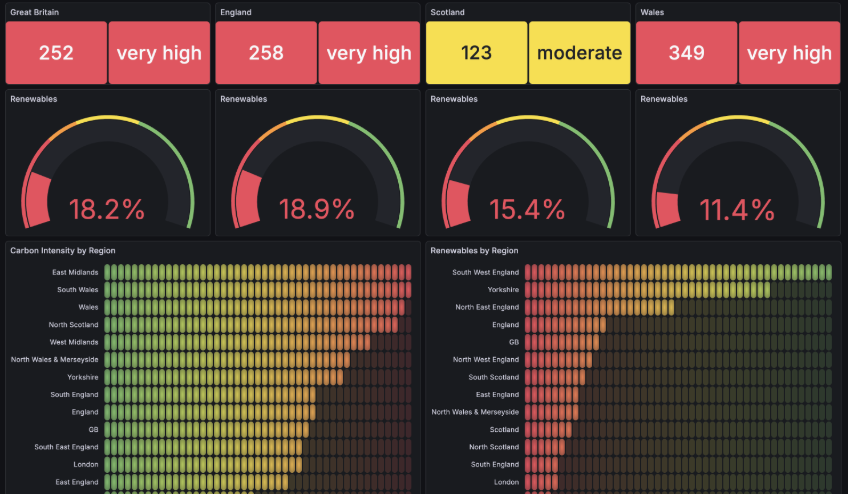 Great Britain
England
Scotland
Wales
252
very high
258
very high
123
moderate
349
very high
Renewables
Renewables
Renewables
Renewables
18.2%
18.9%
15.4%
11.4%
Carbon Intensity by Region
East Midlands
South Wales
Wales
North Scotland
West Midlands
North Wales & Merseyside
Yorkshire
South England
England
GB
South East England
London
East England
Renewables by Region
South West England
Yorkshire
North East England
England
GB
North West England
South Scotland
East England
North Wales & Merseyside
Scotland
North Scotland
South England
London